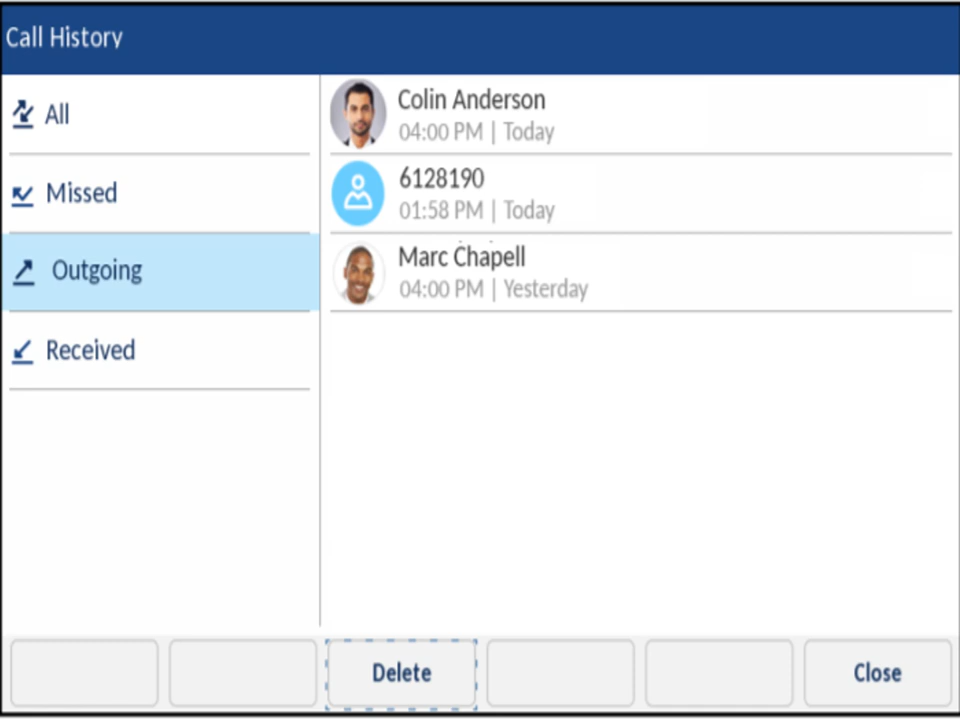 Call History
All
Missed
Outgoing
Received
Colin Anderson
04:00 PM | Today
6128190
01:58 PM | Today
Marc Chapell
04:00 PM | Yesterday
Delete
Close